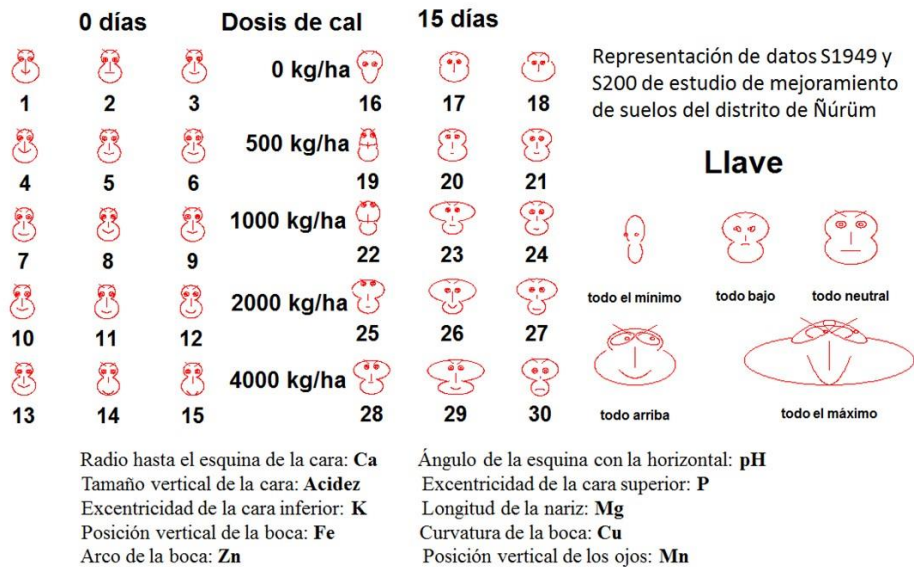 0 días Dosis de cal 15 días
0 kg/ha
1 2 3 16 17 18
Representación de datos S1949 y
S200 de estudio de mejoramiento
de suelos del distrito de Ñürüm
500 kg/ha
4 5 6 19 20 21
Llave
1000 kg/ha
7 8 9 22 23 24
todo el mínimo todo bajo todo neutral
2000 kg/ha
10 11 12 25 26 27
4000 kg/ha
13 14 15 28 29 30
todo arriba todo el máximo
Radio hasta el esquina de la cara: Ca
Tamaño vertical de la cara: Acidez
Excentricidad de la cara inferior: K
Posición vertical de la boca: Fe
Arco de la boca: Zn
Ángulo de la esquina con la horizontal: pH
Excentricidad de la cara superior: P
Longitud de la nariz: Mg
Curvatura de la boca: Cu
Posición vertical de los ojos: Mn